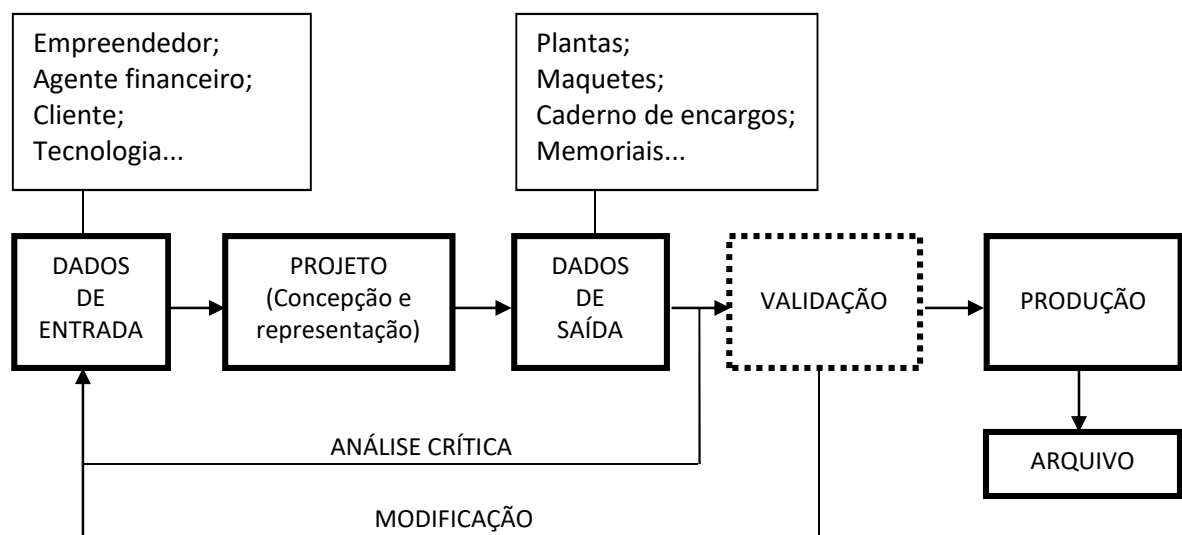 Empreendedor;
Agente financeiro;
Cliente;
Tecnologia...
Plantas;
Maquetes;
Caderno de encargos;
Memoriais...
DADOS
DE
ENTRADA
PROJETO
(Concepção e
representação)
DADOS
DE
SAÍDA
VALIDAÇÃO
PRODUÇÃO
ANÁLISE CRÍTICA
ARQUIVO
MODIFICAÇÃO